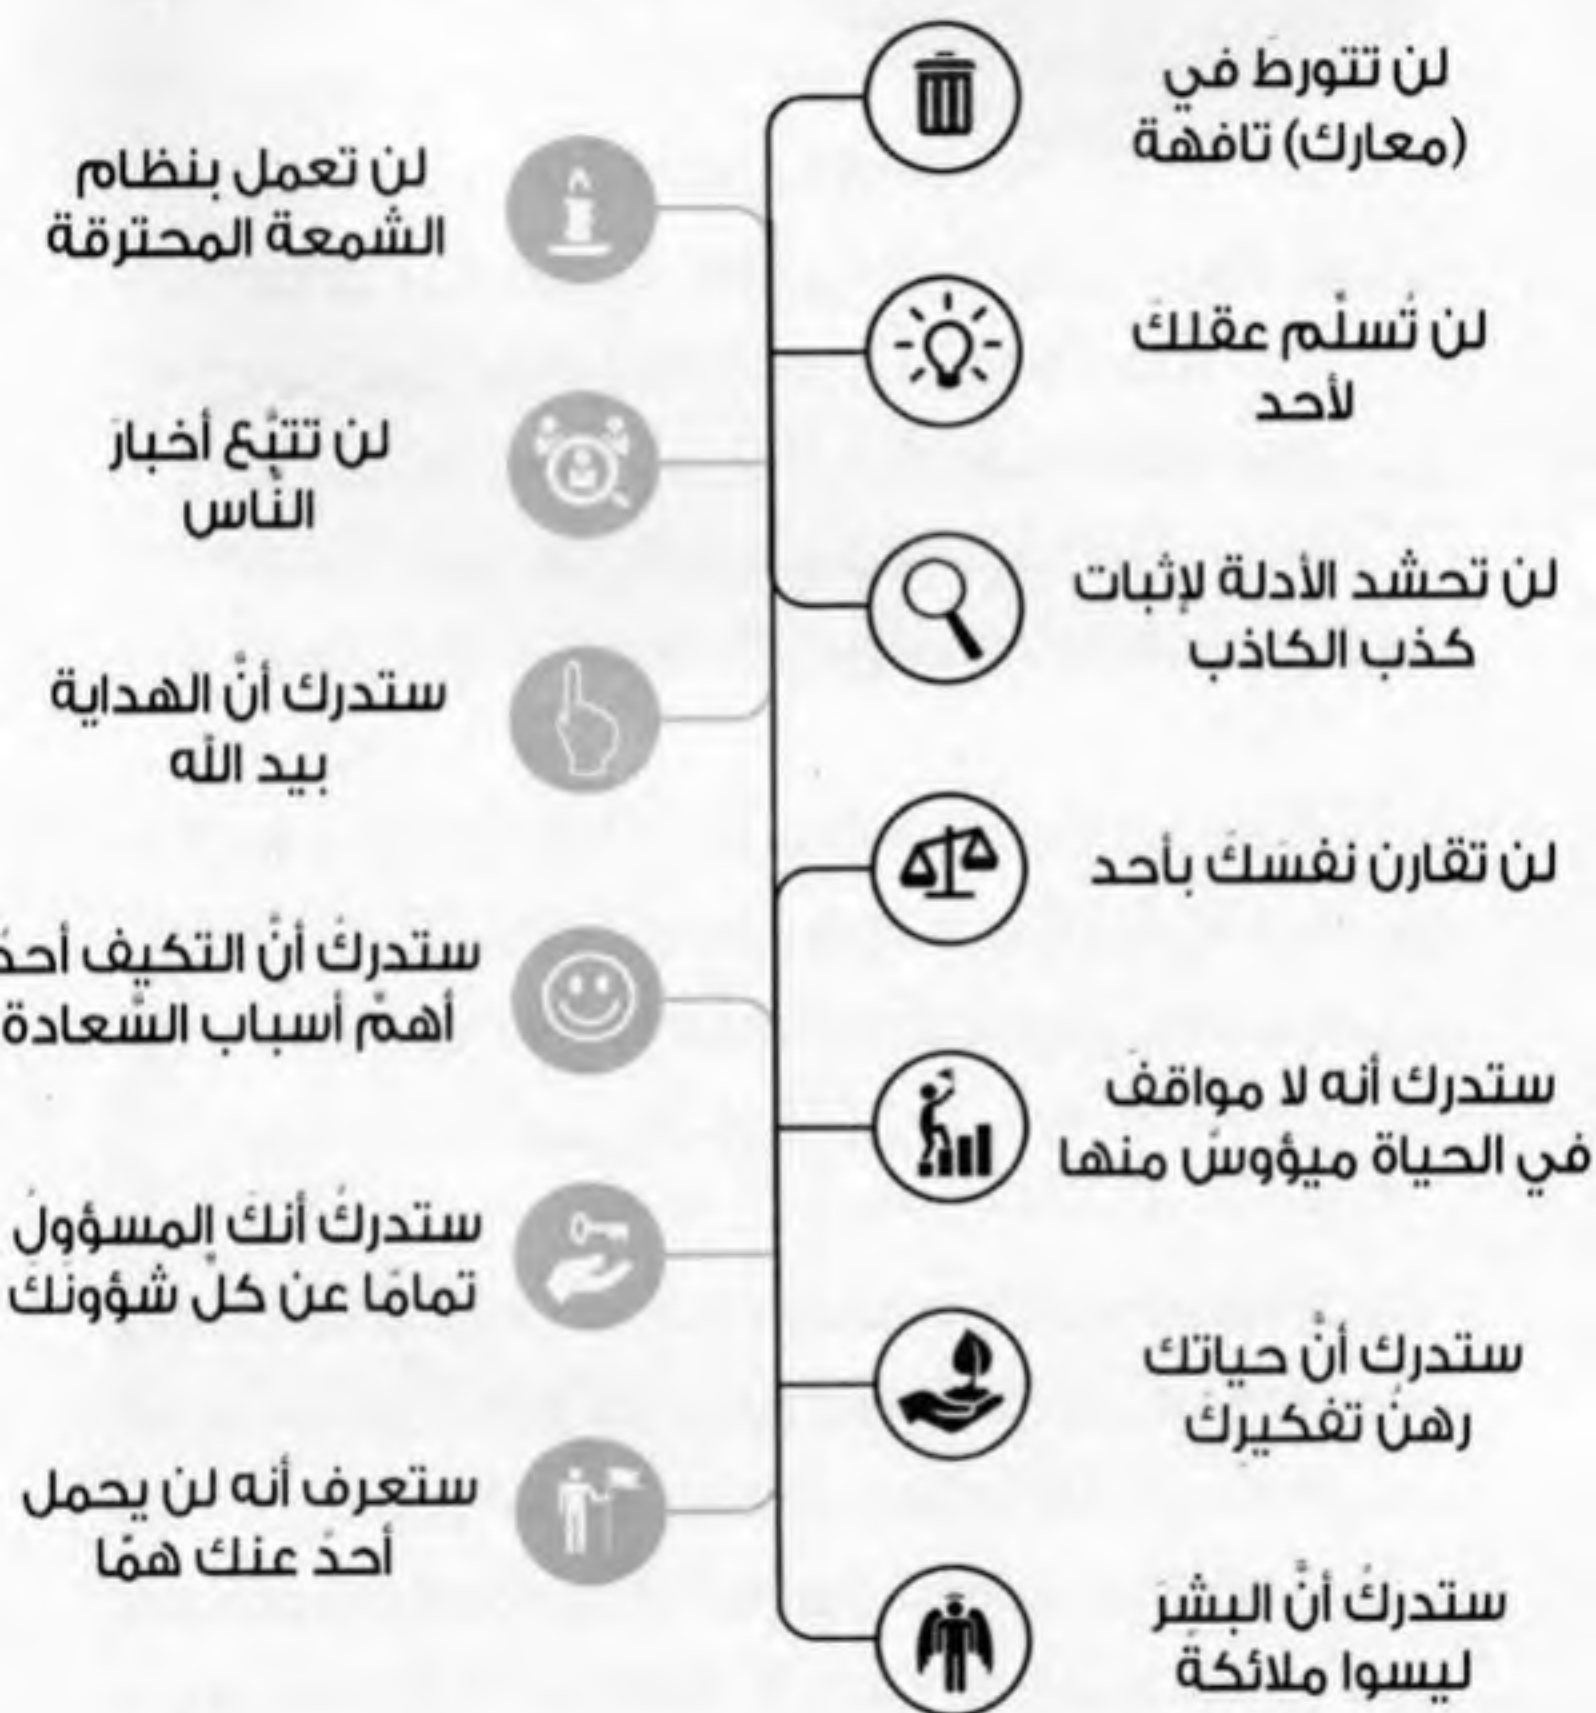 لن تتورطَ في
(معارك) تافهة
لن تعمل بنظام
الشمعة المحترقة
لن تُسلِّم عقلكَ
لأحد
لن تتبَّع أخبارَ
النَّاس
لن تحشد الأدلة لإثبات
كذب الكاذب
ستدرك أنَّ الهداية
بيد الله
لن تقارن نفسَكَ بأحد
ستدركُ أنَّ التكيف أحدُ
أهمِّ أسباب السَّعادة
ستدرك أنه لا مواقفَ
في الحياة ميؤوسٌ منها
ستدركُ أنكَ المسؤولُ
تمامًا عن كلِّ شؤونكَ
ستدركُ أنَّ حياتك
رهنُ تفكيركَ
ستعرف أنه لن يحمل
أحدٌ عنك همًّا
ستدركُ أنَّ البشرَ
ليسوا ملائكةً